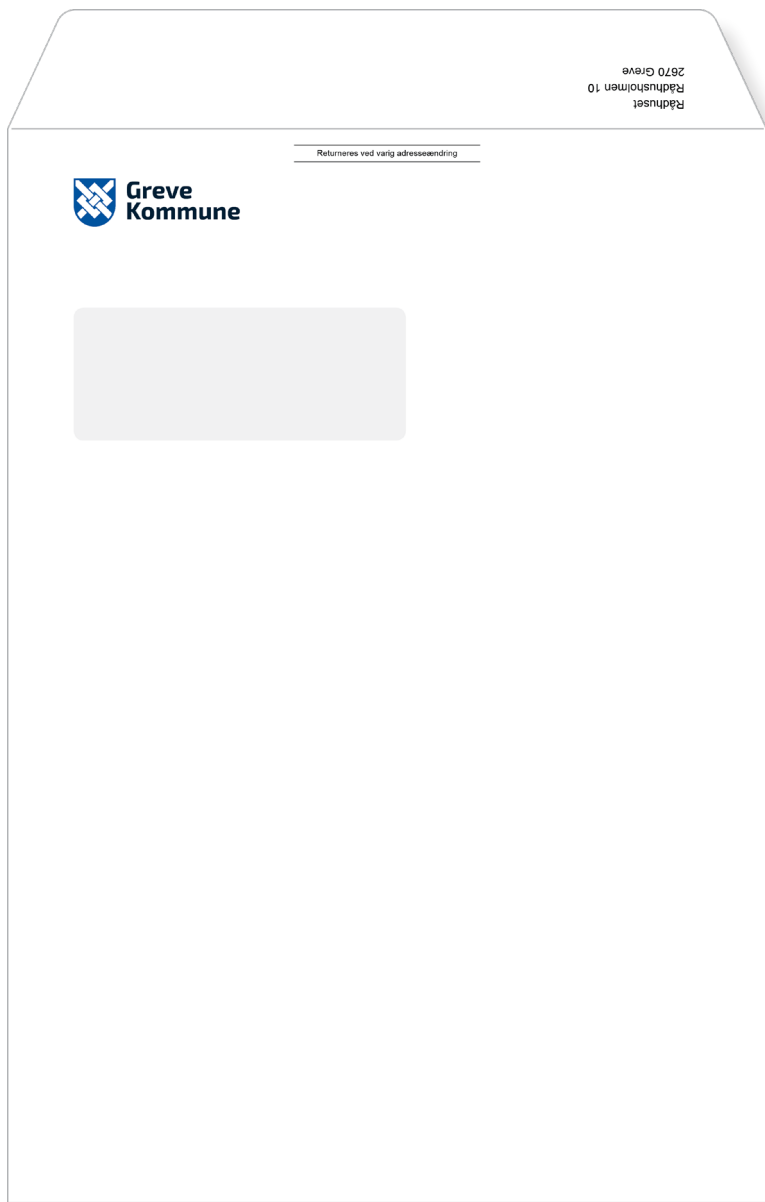 Rådhuset
Rådhusholmen 10
2670 Greve
Returneres ved varig adresseændring
Greve
Kommune